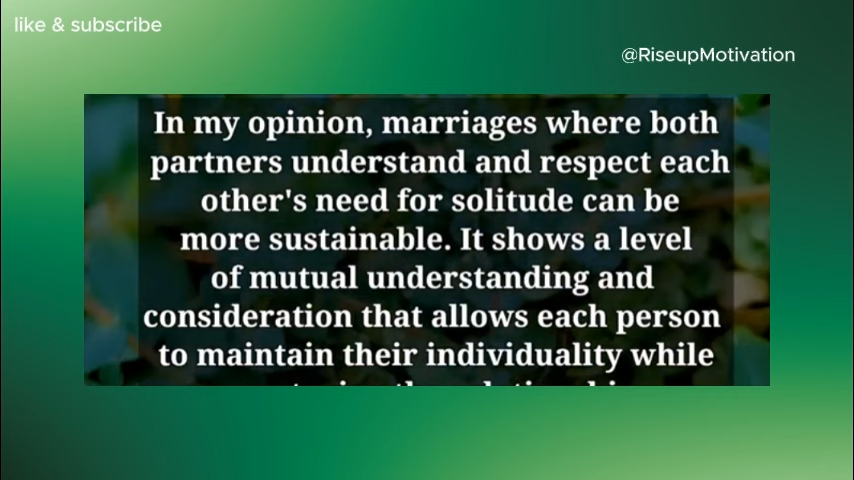 like & subscribe
@RiseupMotivation
In my opinion, marriages where both
partners understand and respect each
other's need for solitude can be
more sustainable. It shows a level
of mutual understanding and
consideration that allows each person
to maintain their individuality while